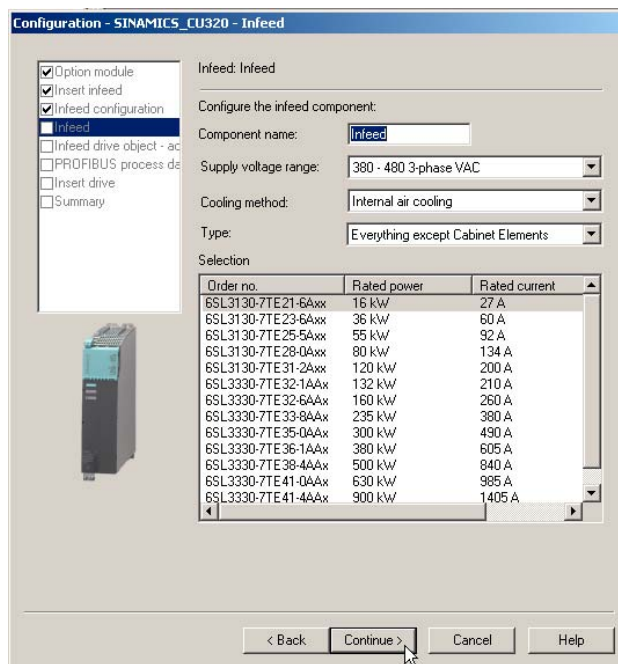 Configuration - SINAMICS_CU320 - Infeed
Option module
Insert infeed
Infeed configuration
Infeed
Infeed drive object - ac
PROFIBUS process da
Insert drive
Summary
Infeed: Infeed
Configure the infeed component:
Component name: Infeed
Supply voltage range: 380 - 480 3-phase VAC
Cooling method: Internal air cooling
Type: Everything except Cabinet Elements
Selection
Order no. Rated power Rated current
6SL3130-7TE21-6Axx 16 kW 27 A
6SL3130-7TE23-6Axx 36 kW 60 A
6SL3130-7TE25-5Axx 55 kW 92 A
6SL3130-7TE28-0Axx 80 kW 134 A
6SL3130-7TE31-2Axx 120 kW 200 A
6SL3330-7TE32-1AAx 132 kW 210 A
6SL3330-7TE32-6AAx 160 kW 260 A
6SL3330-7TE33-8AAx 235 kW 380 A
6SL3330-7TE35-0AAx 300 kW 490 A
6SL3330-7TE36-1AAx 380 kW 605 A
6SL3330-7TE38-4AAx 500 kW 840 A
6SL3330-7TE41-0AAx 630 kW 985 A
6SL3330-7TE41-4AAx 900 kW 1405 A
< Back Continue > Cancel Help